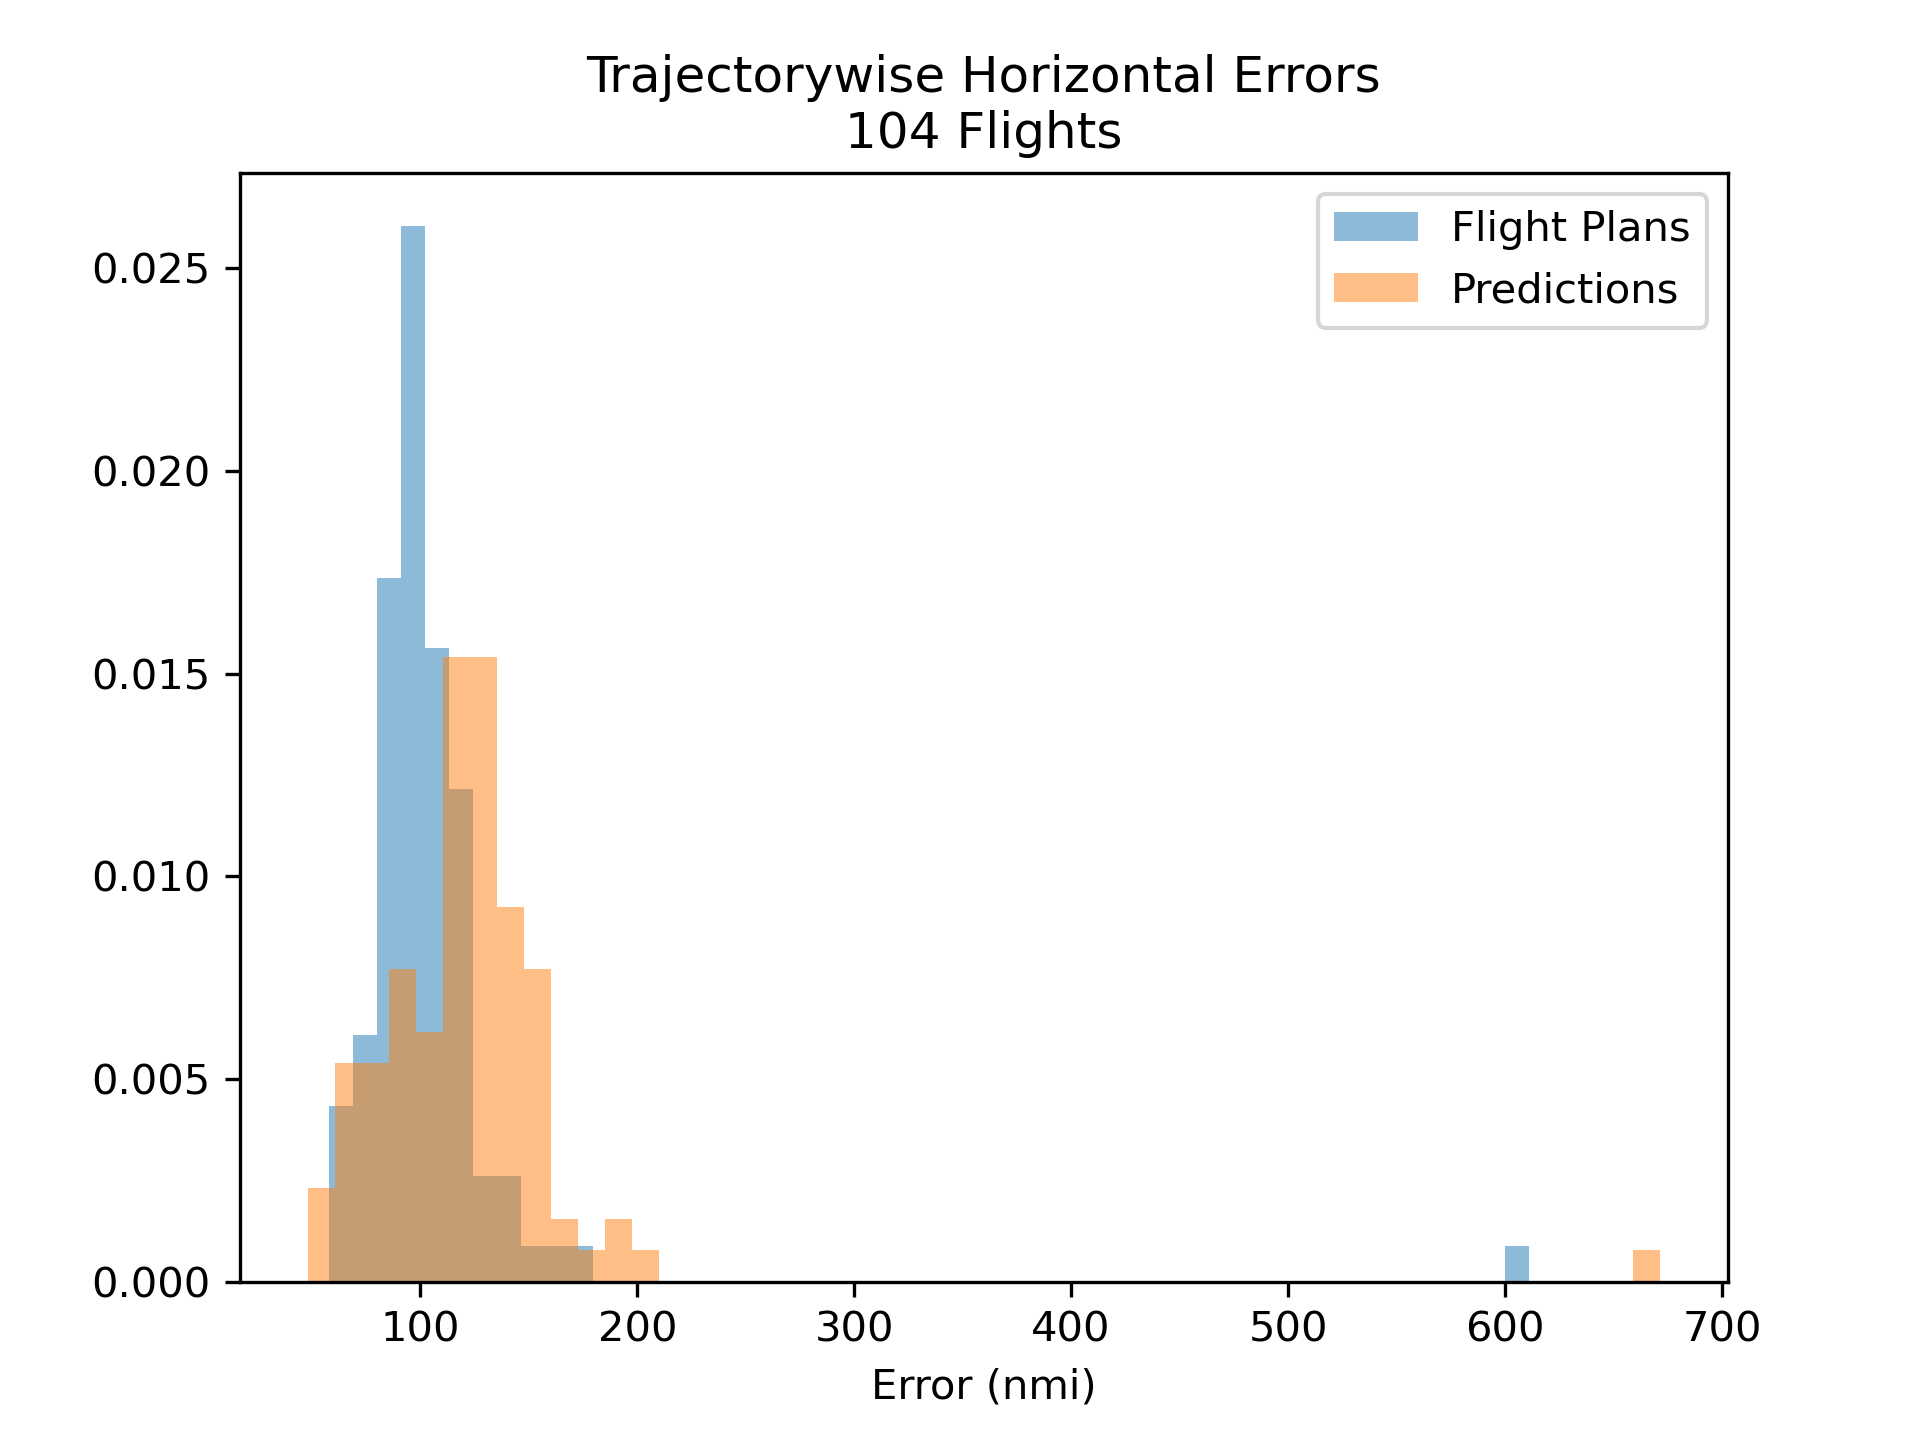 Trajectorywise Horizontal Errors
104 Flights
Flight Plans
Predictions
0.025
0.020
0.015
0.010
0.005
0.000
100 200 300 400 500 600 700
Error (nmi)